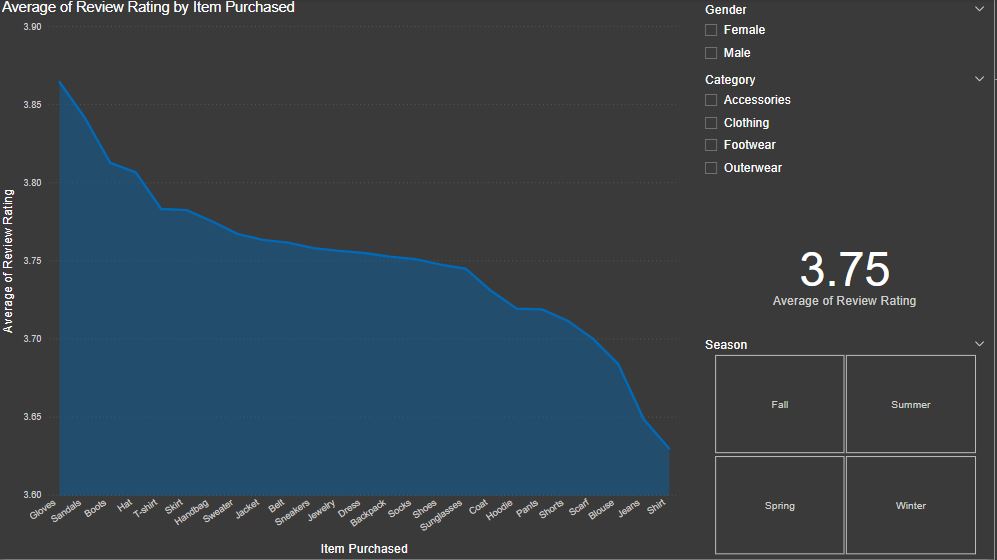 Average of Review Rating by Item Purchased
3.90
3.85
3.80
3.75
3.70
3.65
3.60
Average of Review Rating
Gloves
Sandals
Boots
Hat
T-shirt
Skirt
Handbag
Sweater
Jacket
Belt
Sneakers
Jewelry
Dress
Backpack
Socks
Shoes
Sunglasses
Coat
Hoodie
Pants
Shorts
Scarf
Blouse
Jeans
Shirt
Item Purchased
Gender
Female
Male
Category
Accessories
Clothing
Footwear
Outerwear
3.75
Average of Review Rating
Season
Fall
Summer
Spring
Winter